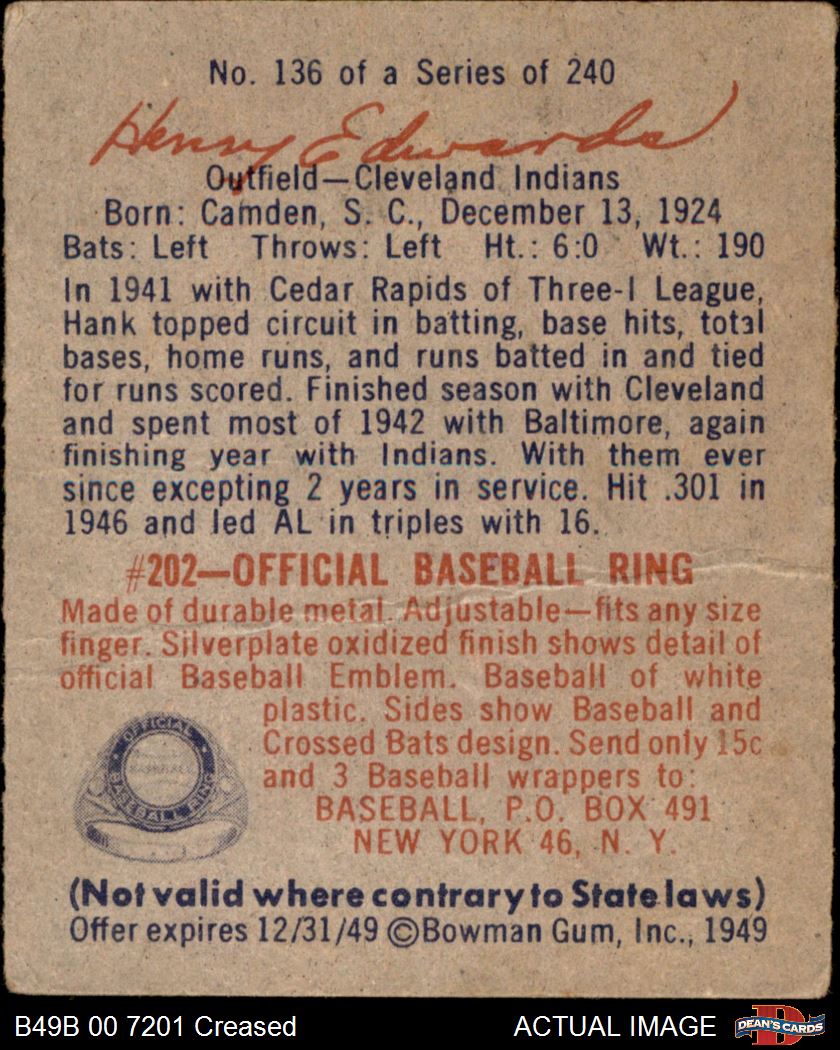 No. 136 of a Series of 240
Henry Edwards
Outfield—Cleveland Indians
Born: Camden, S. C., December 13, 1924
Bats: Left Throws: Left Ht.: 6:0 Wt.: 190
In 1941 with Cedar Rapids of Three-I League,
Hank topped circuit in batting, base hits, total
bases, home runs, and runs batted in and tied
for runs scored. Finished season with Cleveland
and spent most of 1942 with Baltimore, again
finishing year with Indians. With them ever
since excepting 2 years in service. Hit .301 in
1946 and led AL in triples with 16.
#202—OFFICIAL BASEBALL RING
Made of durable metal. Adjustable—fits any size
finger. Silverplate oxidized finish shows detail of
official Baseball Emblem. Baseball of white
plastic. Sides show Baseball and
Crossed Bats design. Send only 15c
and 3 Baseball wrappers to:
BASEBALL, P.O. BOX 491
NEW YORK 46, N. Y.
OFFICIAL
BASEBALL RING
(Not valid where contrary to State laws)
Offer expires 12/31/49 ©Bowman Gum, Inc., 1949
B49B 00 7201 Creased
ACTUAL IMAGE
DEAN'S CARDS